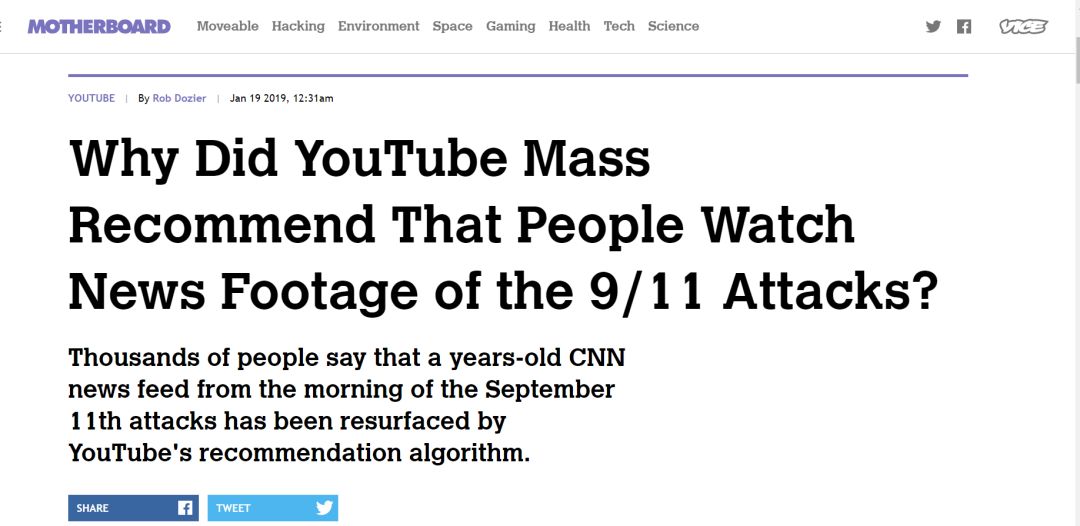 MOTHERBOARD Moveable Hacking Environment Space Gaming Health Tech Science VICE
YOUTUBE | By Rob Dozier | Jan 19 2019, 12:31am
Why Did YouTube Mass
Recommend That People Watch
News Footage of the 9/11 Attacks?
Thousands of people say that a years-old CNN
news feed from the morning of the September
11th attacks has been resurfaced by
YouTube's recommendation algorithm.
SHARE TWEET